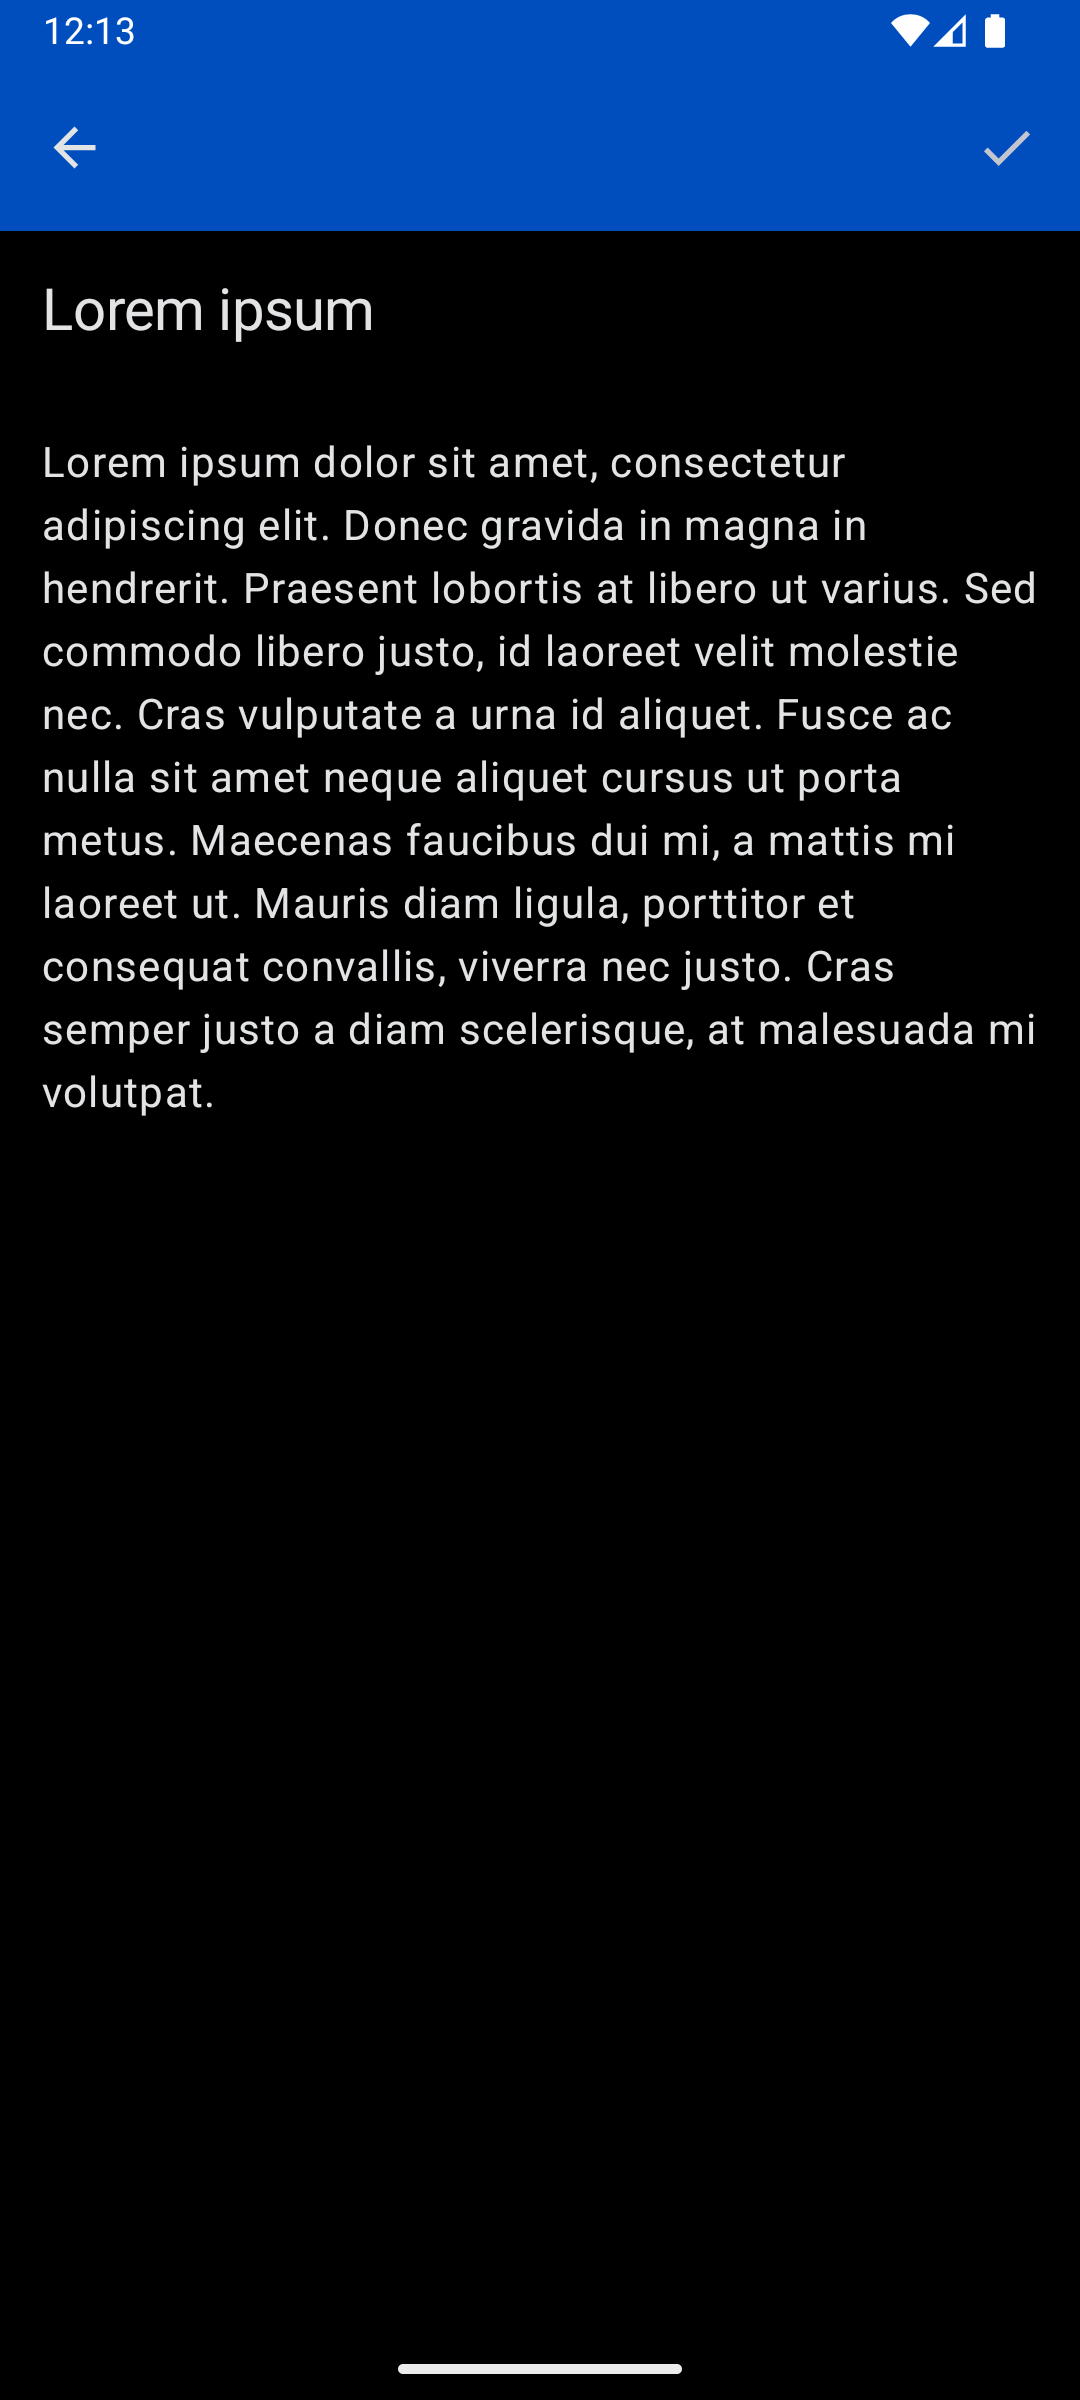 12:13
Lorem ipsum
Lorem ipsum dolor sit amet, consectetur
adipiscing elit. Donec gravida in magna in
hendrerit. Praesent lobortis at libero ut varius. Sed
commodo libero justo, id laoreet velit molestie
nec. Cras vulputate a urna id aliquet. Fusce ac
nulla sit amet neque aliquet cursus ut porta
metus. Maecenas faucibus dui mi, a mattis mi
laoreet ut. Mauris diam ligula, porttitor et
consequat convallis, viverra nec justo. Cras
semper justo a diam scelerisque, at malesuada mi
volutpat.